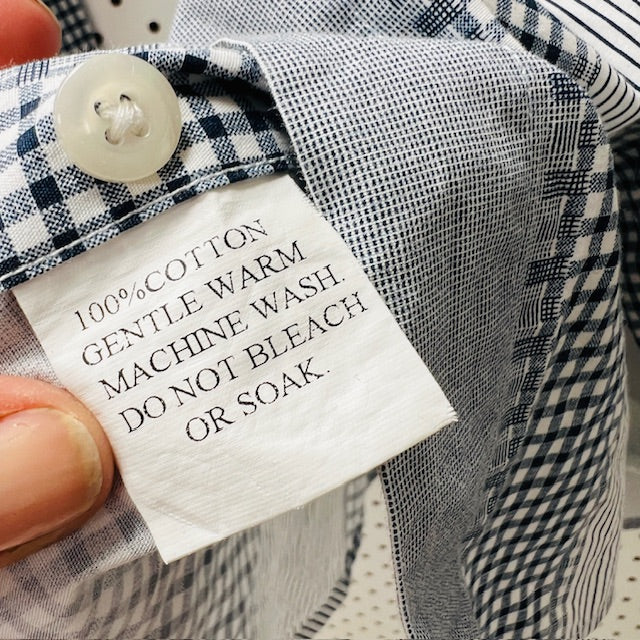 100%COTTON
GENTLE WARM
MACHINE WASH.
DO NOT BLEACH
OR SOAK.